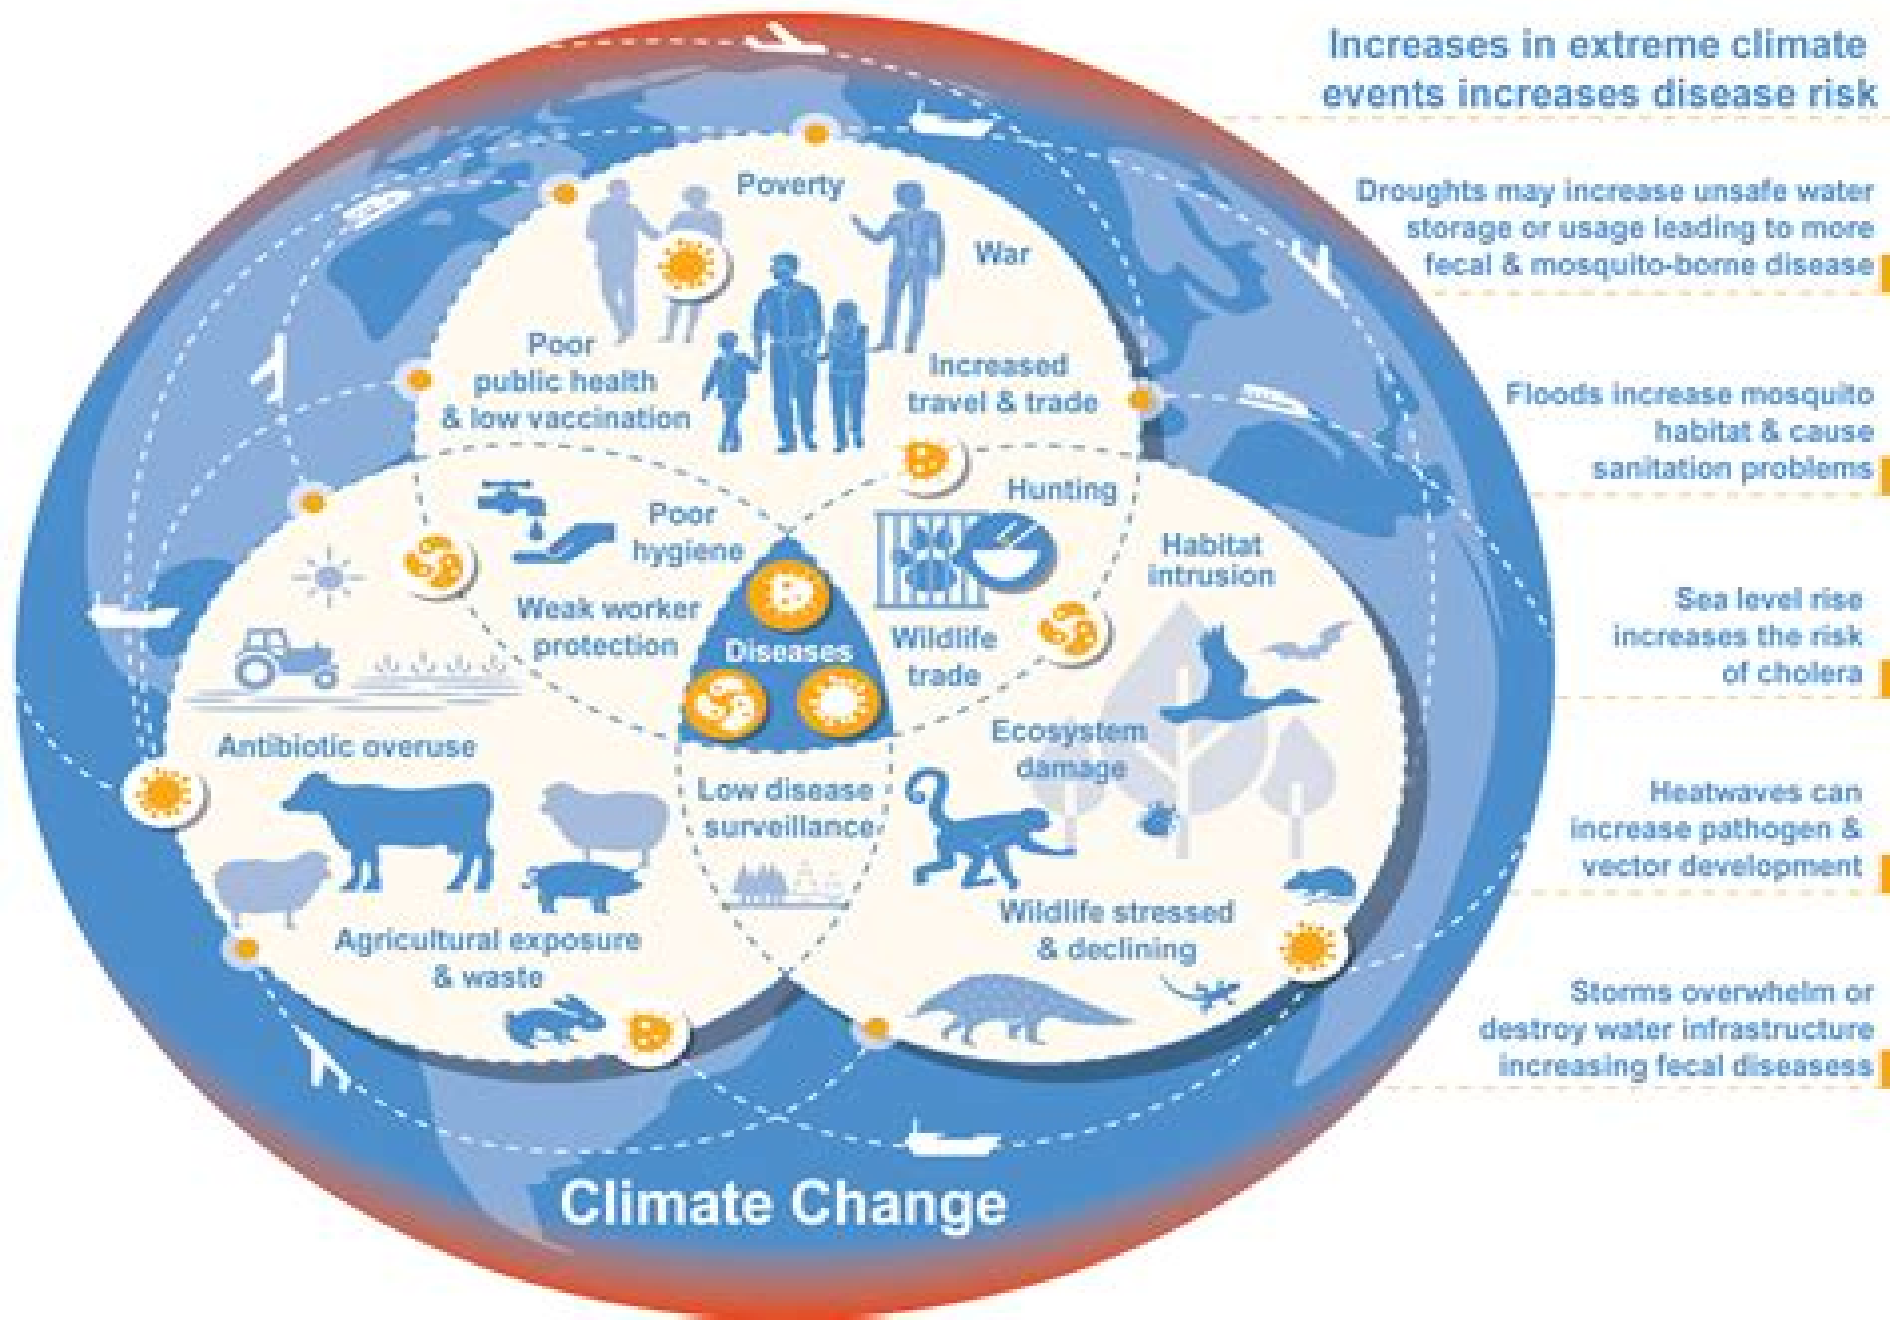 Increases in extreme climate
events increases disease risk
Poverty
War
Poor
public health
& low vaccination
Increased
travel & trade
Poor
hygiene
Weak worker
protection
Hunting
Wildlife
trade
Habitat
intrusion
Diseases
Antibiotic overuse
Ecosystem
damage
Low disease
surveillance
Agricultural exposure
& waste
Wildlife stressed
& declining
Climate Change
Droughts may increase unsafe water
storage or usage leading to more
fecal & mosquito-borne disease
Floods increase mosquito
habitat & cause
sanitation problems
Sea level rise
increases the risk
of cholera
Heatwaves can
increase pathogen &
vector development
Storms overwhelm or
destroy water infrastructure
increasing fecal diseasess